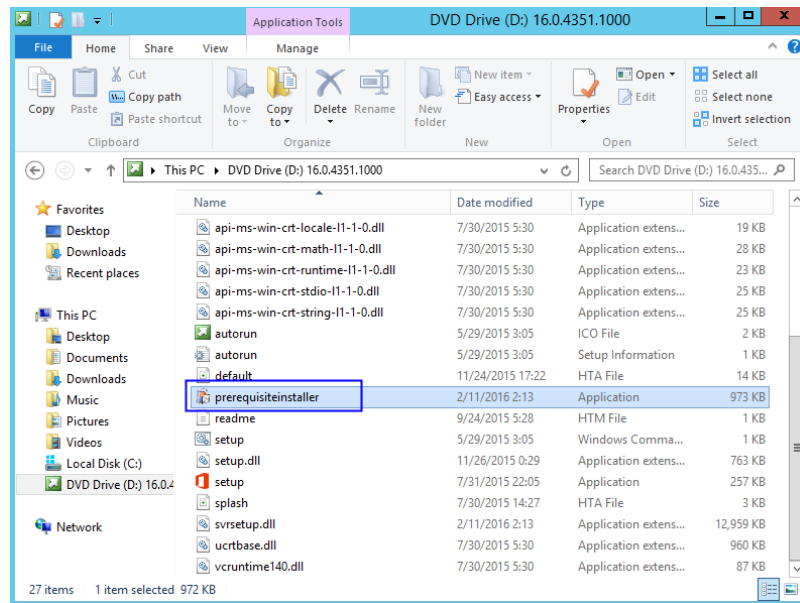 Application Tools
DVD Drive (D:) 16.0.4351.1000
File Home Share View Manage
Copy
Paste
Cut
Copy path
Paste shortcut
Clipboard
Move to
Copy to
Delete
Rename
Organize
New folder
New item
Easy access
New
Properties
Open
Edit
Open
Select all
Select none
Invert selection
Select
This PC DVD Drive (D:) 16.0.4351.1000
Search DVD Drive (D:) 16.0.435...
Favorites
Desktop
Downloads
Recent places
This PC
Desktop
Documents
Downloads
Music
Pictures
Videos
Local Disk (C:)
DVD Drive (D:) 16.0.4
Network
Name Date modified Type Size
api-ms-win-crt-locale-l1-1-0.dll 7/30/2015 5:30 Application extens... 19 KB
api-ms-win-crt-math-l1-1-0.dll 7/30/2015 5:30 Application extens... 28 KB
api-ms-win-crt-runtime-l1-1-0.dll 7/30/2015 5:30 Application extens... 23 KB
api-ms-win-crt-stdio-l1-1-0.dll 7/30/2015 5:30 Application extens... 25 KB
api-ms-win-crt-string-l1-1-0.dll 7/30/2015 5:30 Application extens... 25 KB
autorun 5/29/2015 3:05 ICO File 2 KB
autorun 5/29/2015 3:05 Setup Information 1 KB
default 11/24/2015 17:22 HTA File 14 KB
prerequisiteinstaller 2/11/2016 2:13 Application 973 KB
readme 9/24/2015 5:28 HTM File 1 KB
setup 5/29/2015 3:05 Windows Comma... 1 KB
setup.dll 11/26/2015 0:29 Application extens... 763 KB
setup 7/31/2015 22:05 Application 257 KB
splash 7/30/2015 14:27 HTA File 3 KB
svrsetup.dll 2/11/2016 2:13 Application extens... 12,959 KB
ucrtbase.dll 7/30/2015 5:30 Application extens... 960 KB
vcruntime140.dll 7/30/2015 5:30 Application extens... 87 KB
27 items 1 item selected 972 KB